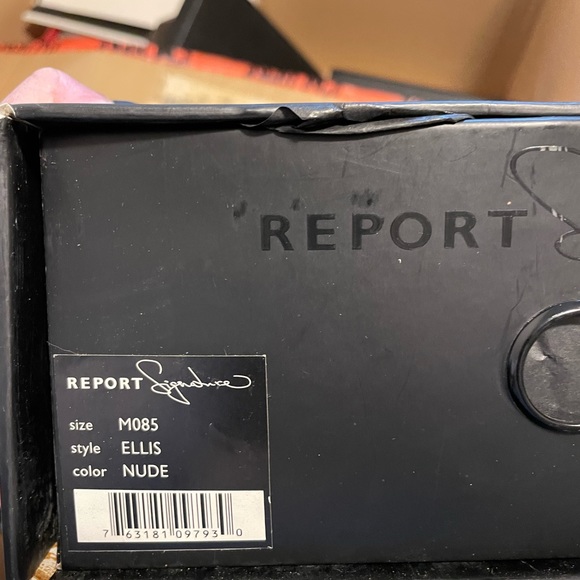 REPORT
REPORT Signature
size M085
style ELLIS
color NUDE
7 63181 09793 0